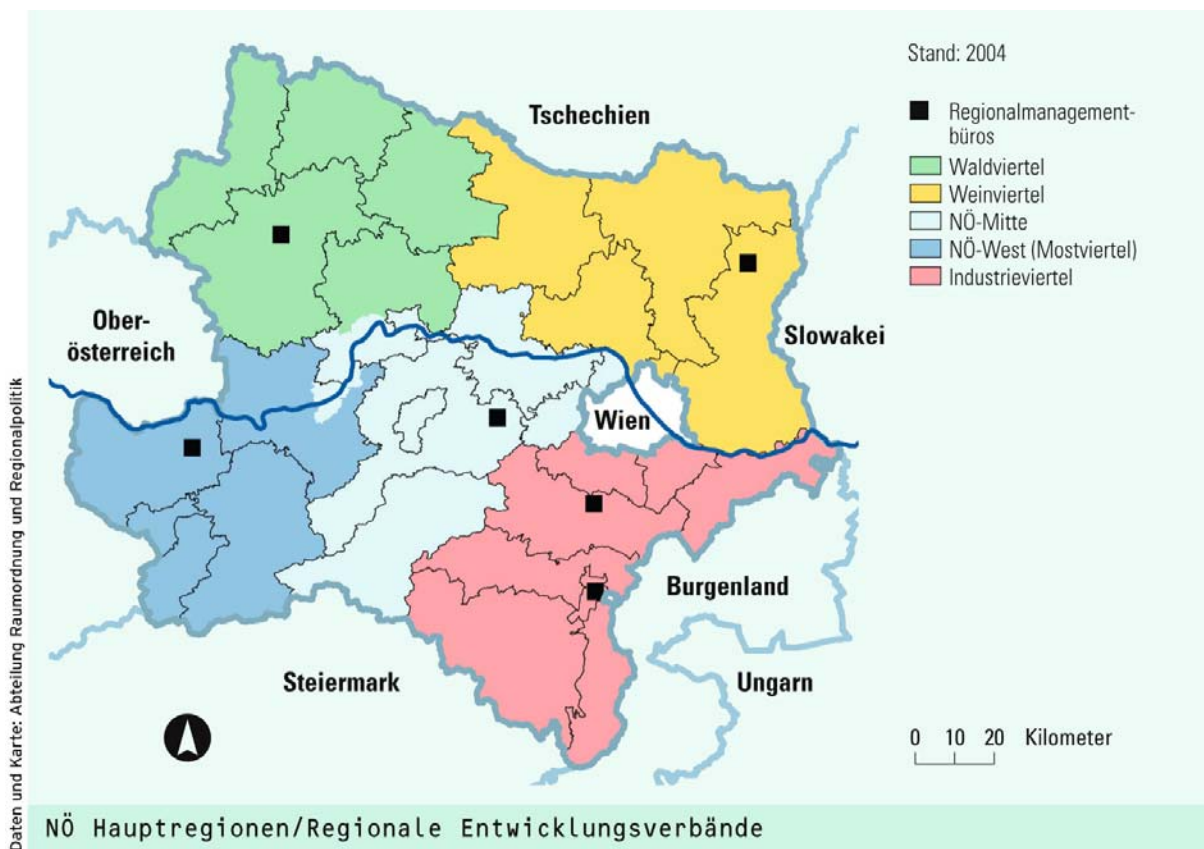 Stand: 2004
Regionalmanagement-
büros
Waldviertel
Weinviertel
NÖ-Mitte
NÖ-West (Mostviertel)
Industrieviertel
Tschechien
Ober-
österreich
Slowakei
Wien
Burgenland
Steiermark
Ungarn
0 10 20 Kilometer
NÖ Hauptregionen/Regionale Entwicklungsverbände
Daten und Karte: Abteilung Raumordnung und Regionalpolitik